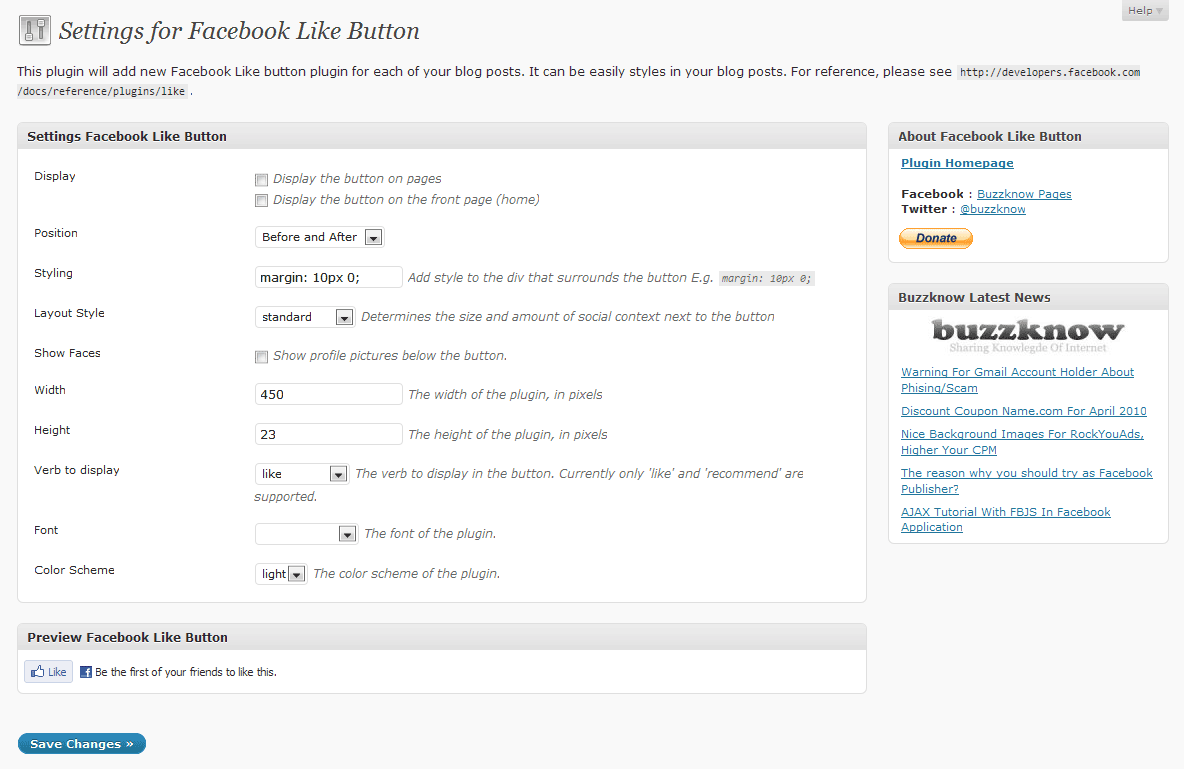 Help
Settings for Facebook Like Button
This plugin will add new Facebook Like button plugin for each of your blog posts. It can be easily styles in your blog posts. For reference, please see http://developers.facebook.com
/docs/reference/plugins/like .
Settings Facebook Like Button
Display
Display the button on pages
Display the button on the front page (home)
Position
Before and After
Styling
margin: 10px 0; Add style to the div that surrounds the button E.g. margin: 10px 0;
Layout Style
standard Determines the size and amount of social context next to the button
Show Faces
Show profile pictures below the button.
Width
450 The width of the plugin, in pixels
Height
23 The height of the plugin, in pixels
Verb to display
like The verb to display in the button. Currently only 'like' and 'recommend' are
supported.
Font
The font of the plugin.
Color Scheme
light The color scheme of the plugin.
Preview Facebook Like Button
Like f Be the first of your friends to like this.
Save Changes »
About Facebook Like Button
Plugin Homepage
Facebook : Buzzknow Pages
Twitter : @buzzknow
Donate
Buzzknow Latest News
buzzknow
Sharing Knowlegde Of Internet
Warning For Gmail Account Holder About
Phising/Scam
Discount Coupon Name.com For April 2010
Nice Background Images For RockYouAds,
Higher Your CPM
The reason why you should try as Facebook
Publisher?
AJAX Tutorial With FBJS In Facebook
Application